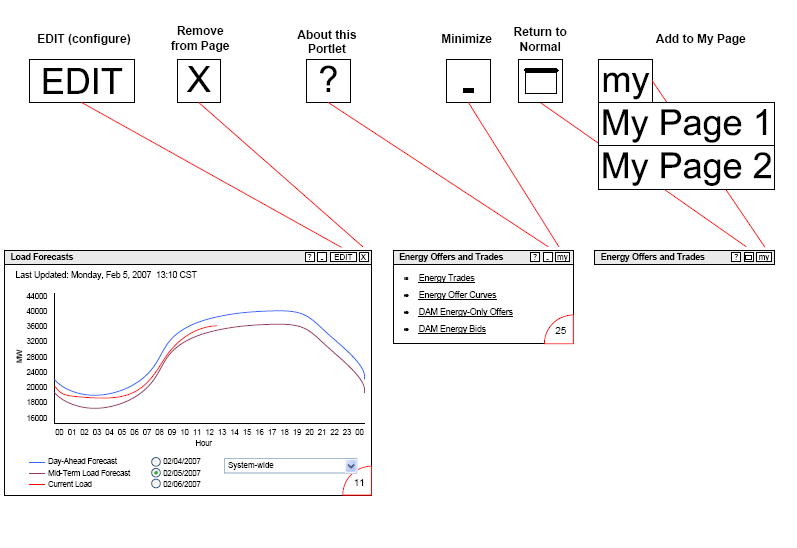 EDIT (configure)
Remove
from Page
About this
Portlet
Minimize
Return to
Normal
Add to My Page
EDIT
X
?
-
my
My Page 1
My Page 2
Load Forecasts
? - EDIT X
Last Updated: Monday, Feb 5, 2007 13:10 CST
44000
40000
36000
32000
28000
24000
20000
18000
16000
MW
00 01 02 03 04 05 06 07 08 09 10 11 12 13 14 15 16 17 18 19 20 21 22 23 00
Hour
Day-Ahead Forecast
Mid-Term Load Forecast
Current Load
02/04/2007
02/05/2007
02/06/2007
System-wide
11
Energy Offers and Trades
? - my
Energy Trades
Energy Offer Curves
DAM Energy-Only Offers
DAM Energy Bids
25
Energy Offers and Trades
? my